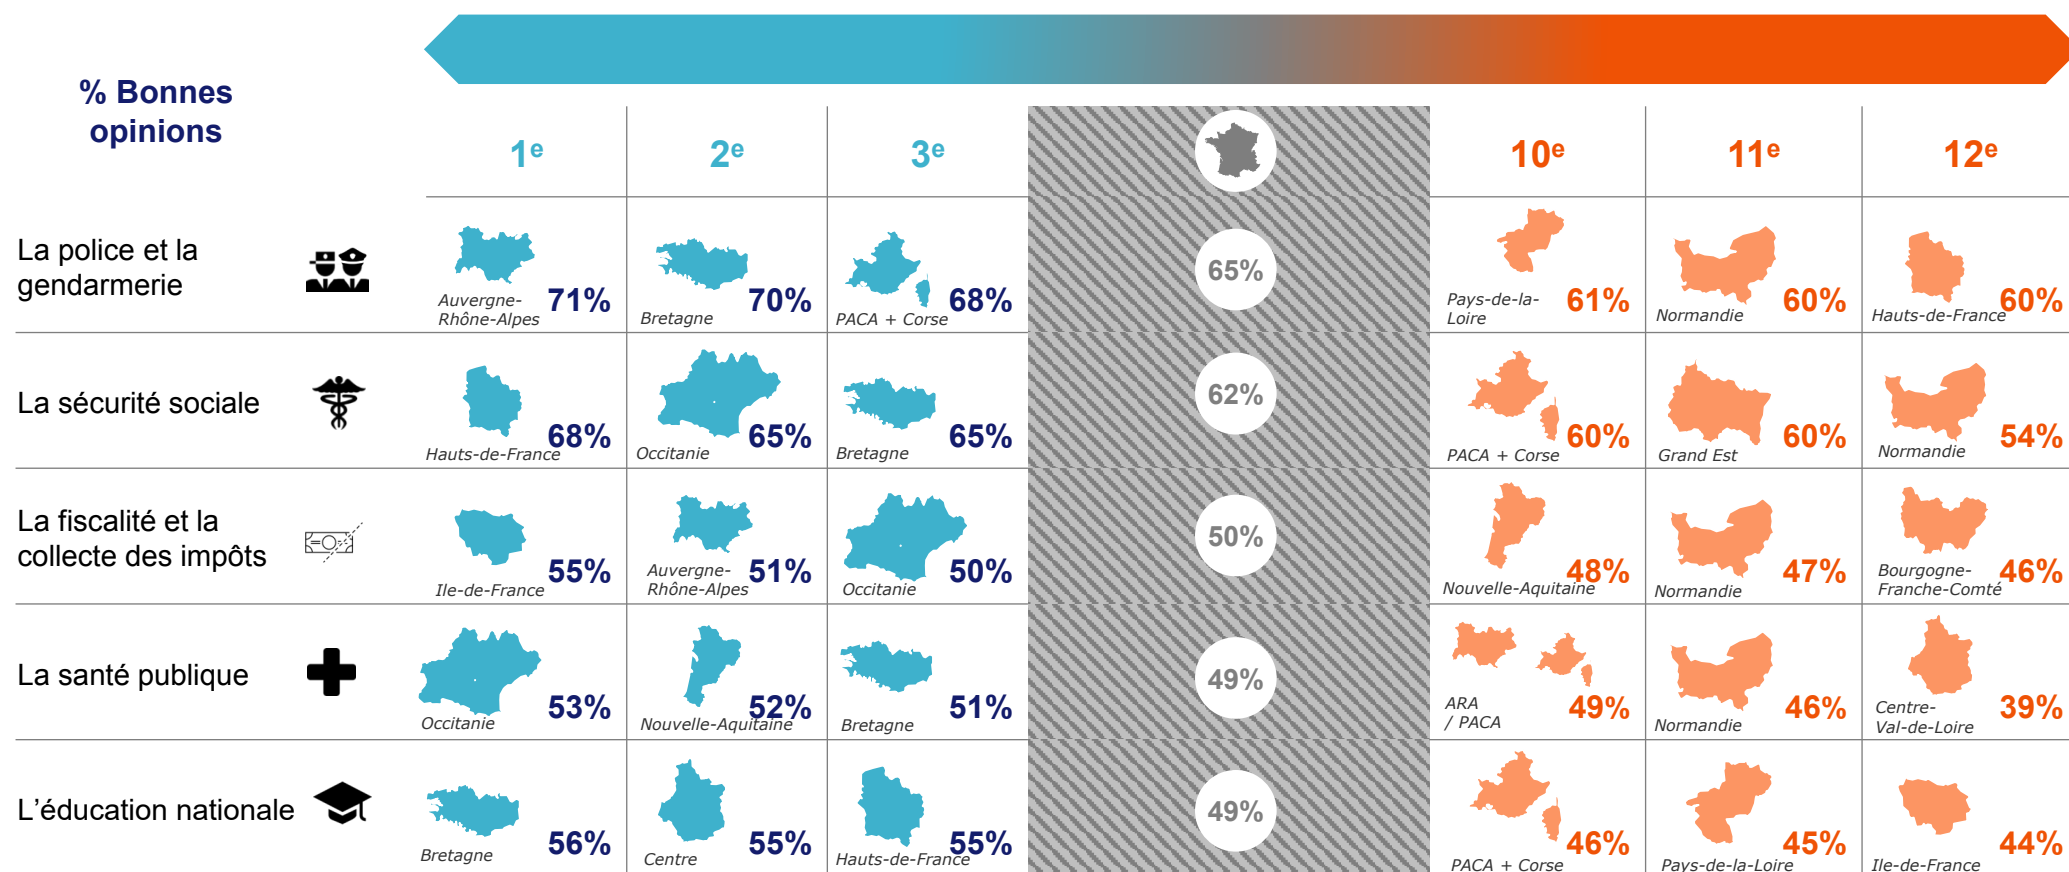 % Bonnes
opinions
1e
2e
3e
10e
11e
12e
La police et la
gendarmerie
Auvergne-
Rhône-Alpes
71%
Bretagne
70%
PACA + Corse
68%
65%
Pays-de-la-
Loire
61%
Normandie
60%
Hauts-de-France
60%
La sécurité sociale
Hauts-de-France
68%
Occitanie
65%
Bretagne
65%
62%
PACA + Corse
60%
Grand Est
60%
Normandie
54%
La fiscalité et la
collecte des impôts
Ile-de-France
55%
Auvergne-
Rhône-Alpes
51%
Occitanie
50%
50%
Nouvelle-Aquitaine
48%
Normandie
47%
Bourgogne-
Franche-Comté
46%
La santé publique
Occitanie
53%
Nouvelle-Aquitaine
52%
Bretagne
51%
49%
ARA
/ PACA
49%
Normandie
46%
Centre-
Val-de-Loire
39%
L'éducation nationale
Bretagne
56%
Centre
55%
Hauts-de-France
55%
49%
PACA + Corse
46%
Pays-de-la-Loire
45%
Ile-de-France
44%